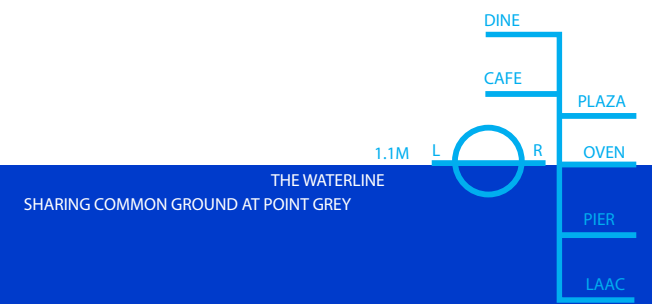 DINE
CAFE
PLAZA
1.1M L R OVEN
THE WATERLINE
SHARING COMMON GROUND AT POINT GREY
PIER
LAAC